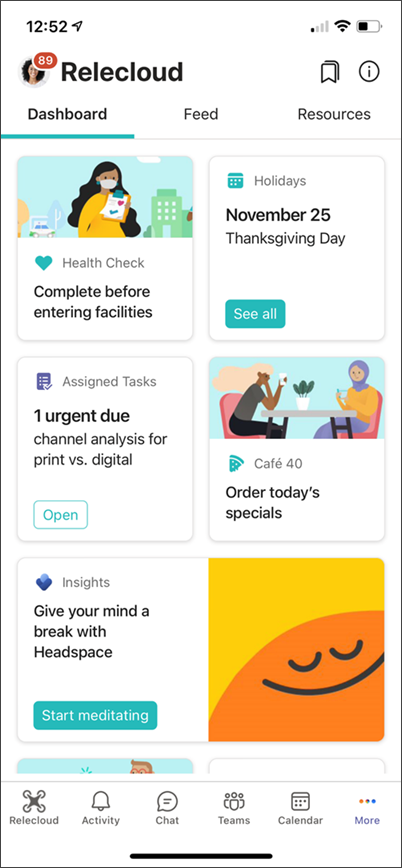 12:52
89
Relecloud
Dashboard
Feed
Resources
Health Check
Complete before
entering facilities
Holidays
November 25
Thanksgiving Day
See all
Assigned Tasks
1 urgent due
channel analysis for
print vs. digital
Open
Café 40
Order today's
specials
Insights
Give your mind a
break with
Headspace
Start meditating
Relecloud
Activity
Chat
Teams
Calendar
More